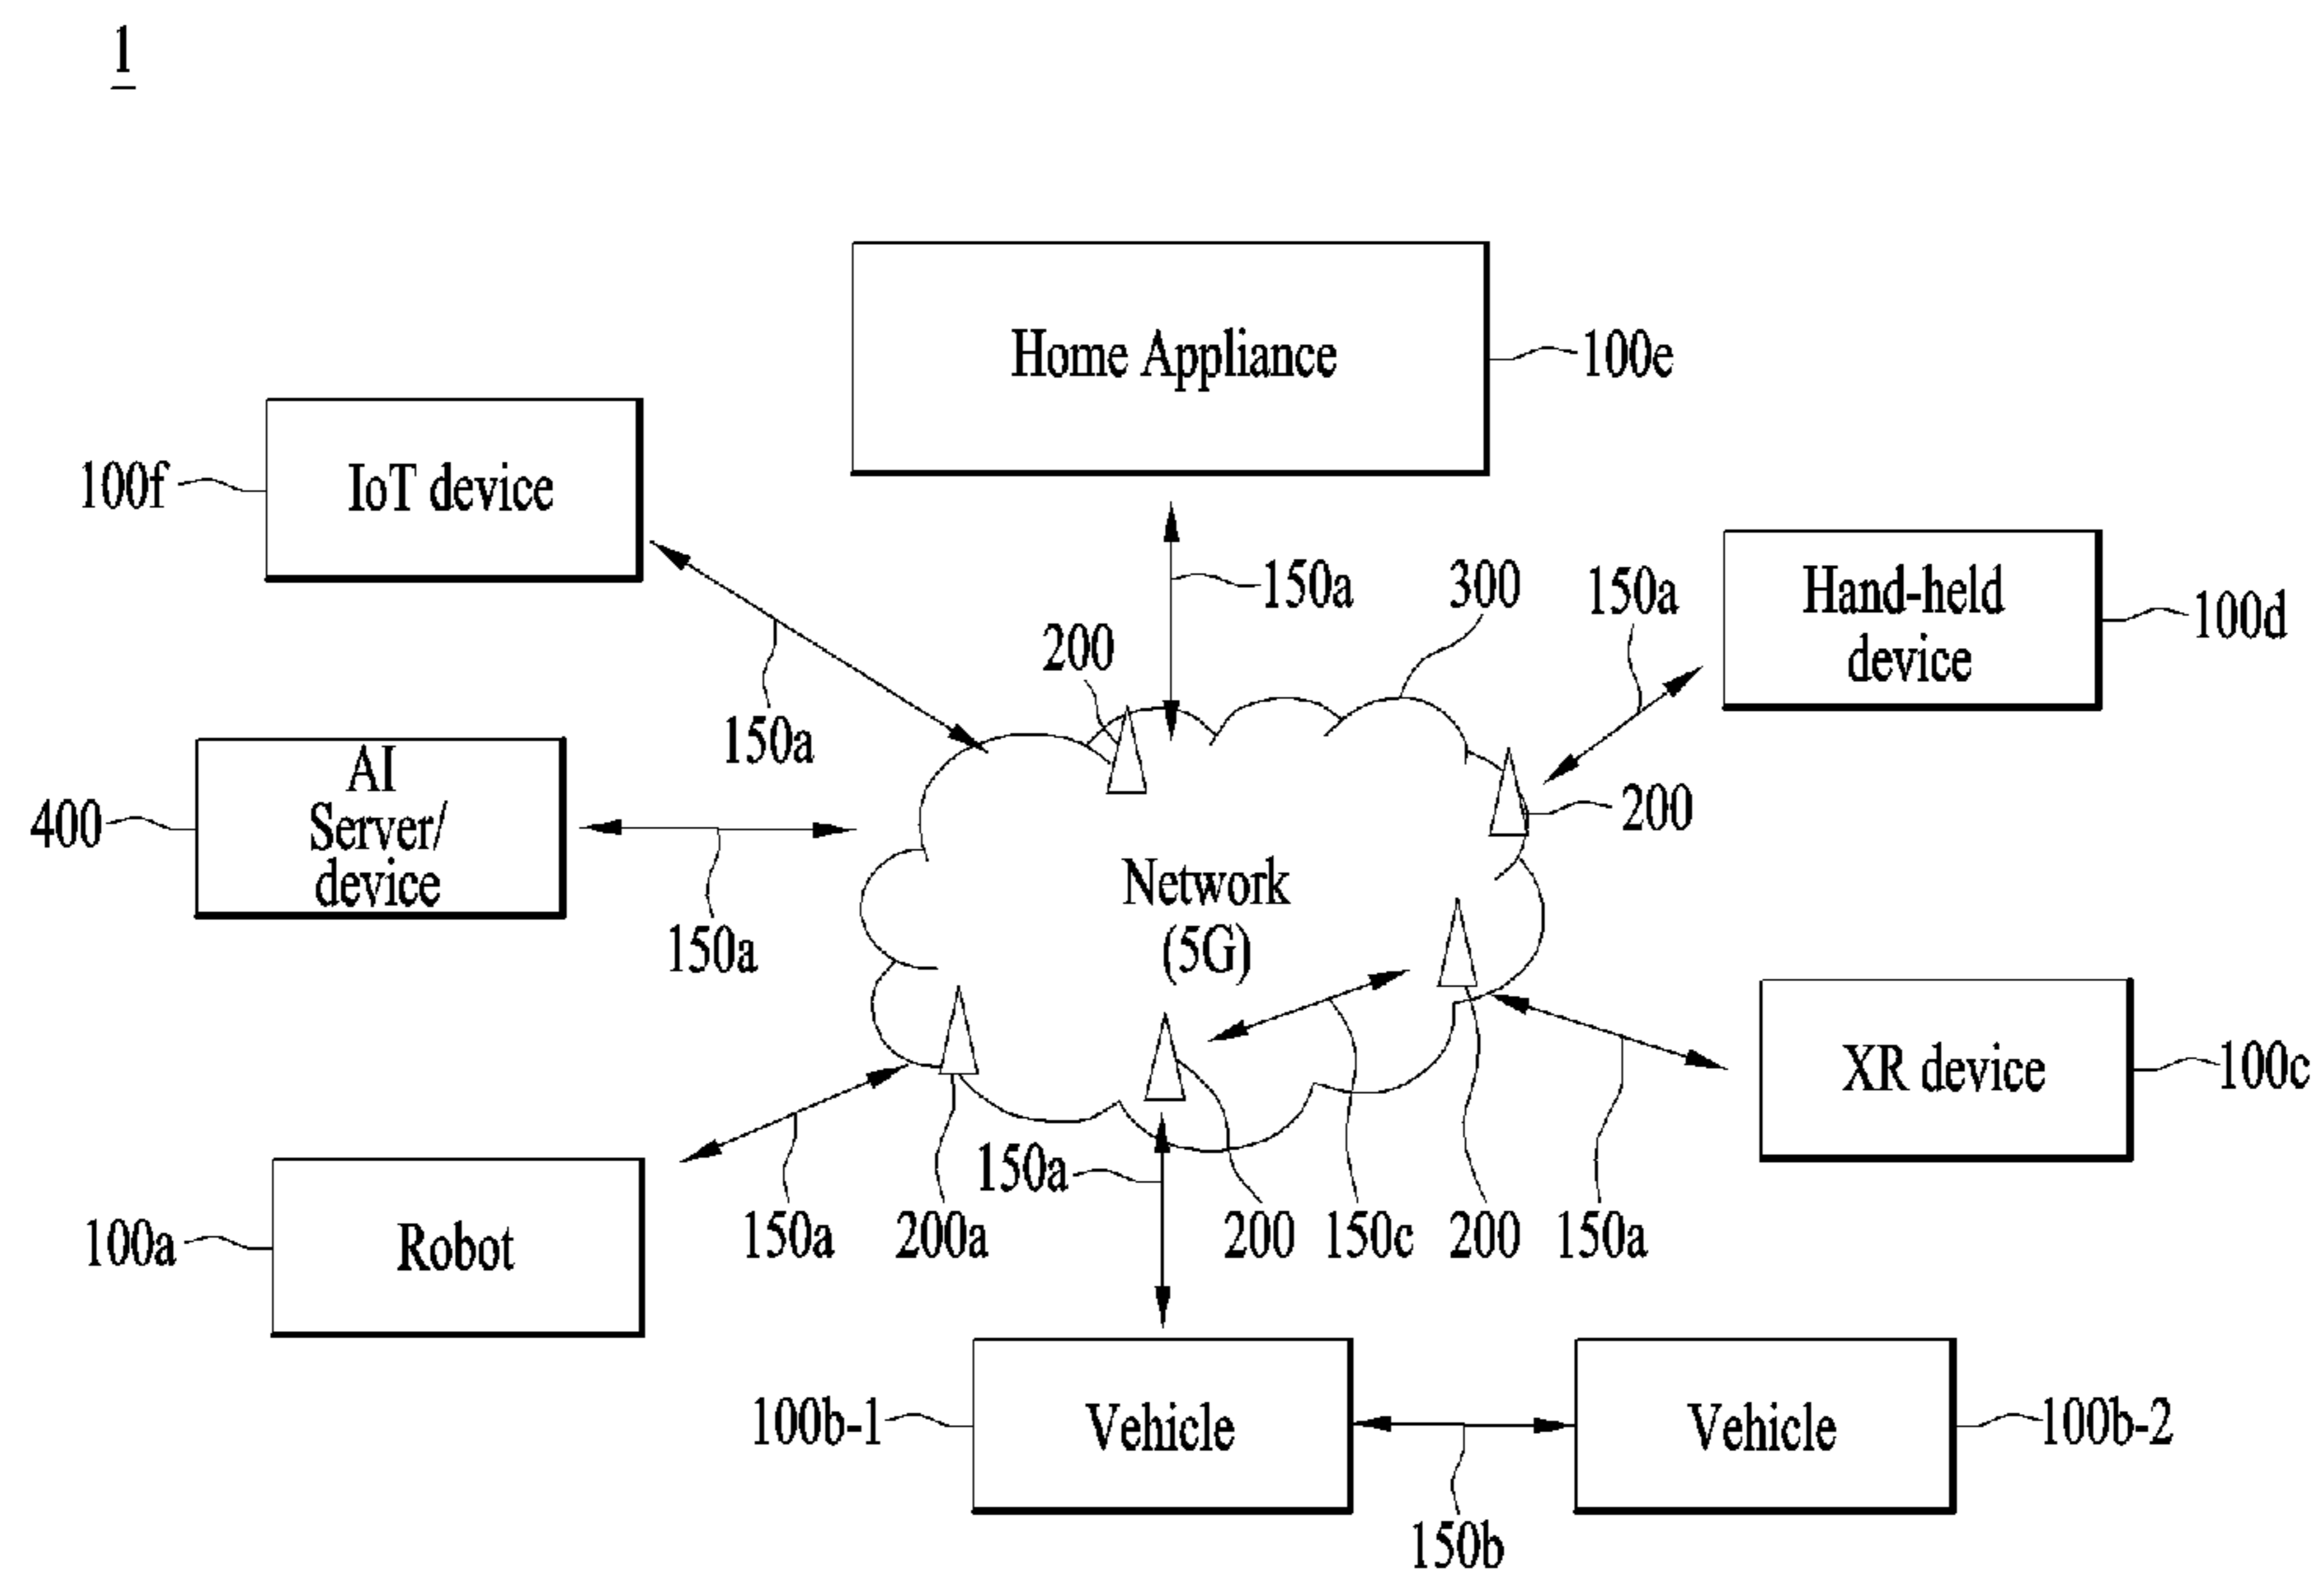 1
Home Appliance
100e
100f
IoT device
150a
300
150a
Hand-held
device
100d
200
150a
200
AI
Server/
device
400
150a
Network
(5G)
XR device
100c
150a
100a
Robot
150a
200a
200
150c
200
150a
100b-1
Vehicle
Vehicle
100b-2
150b